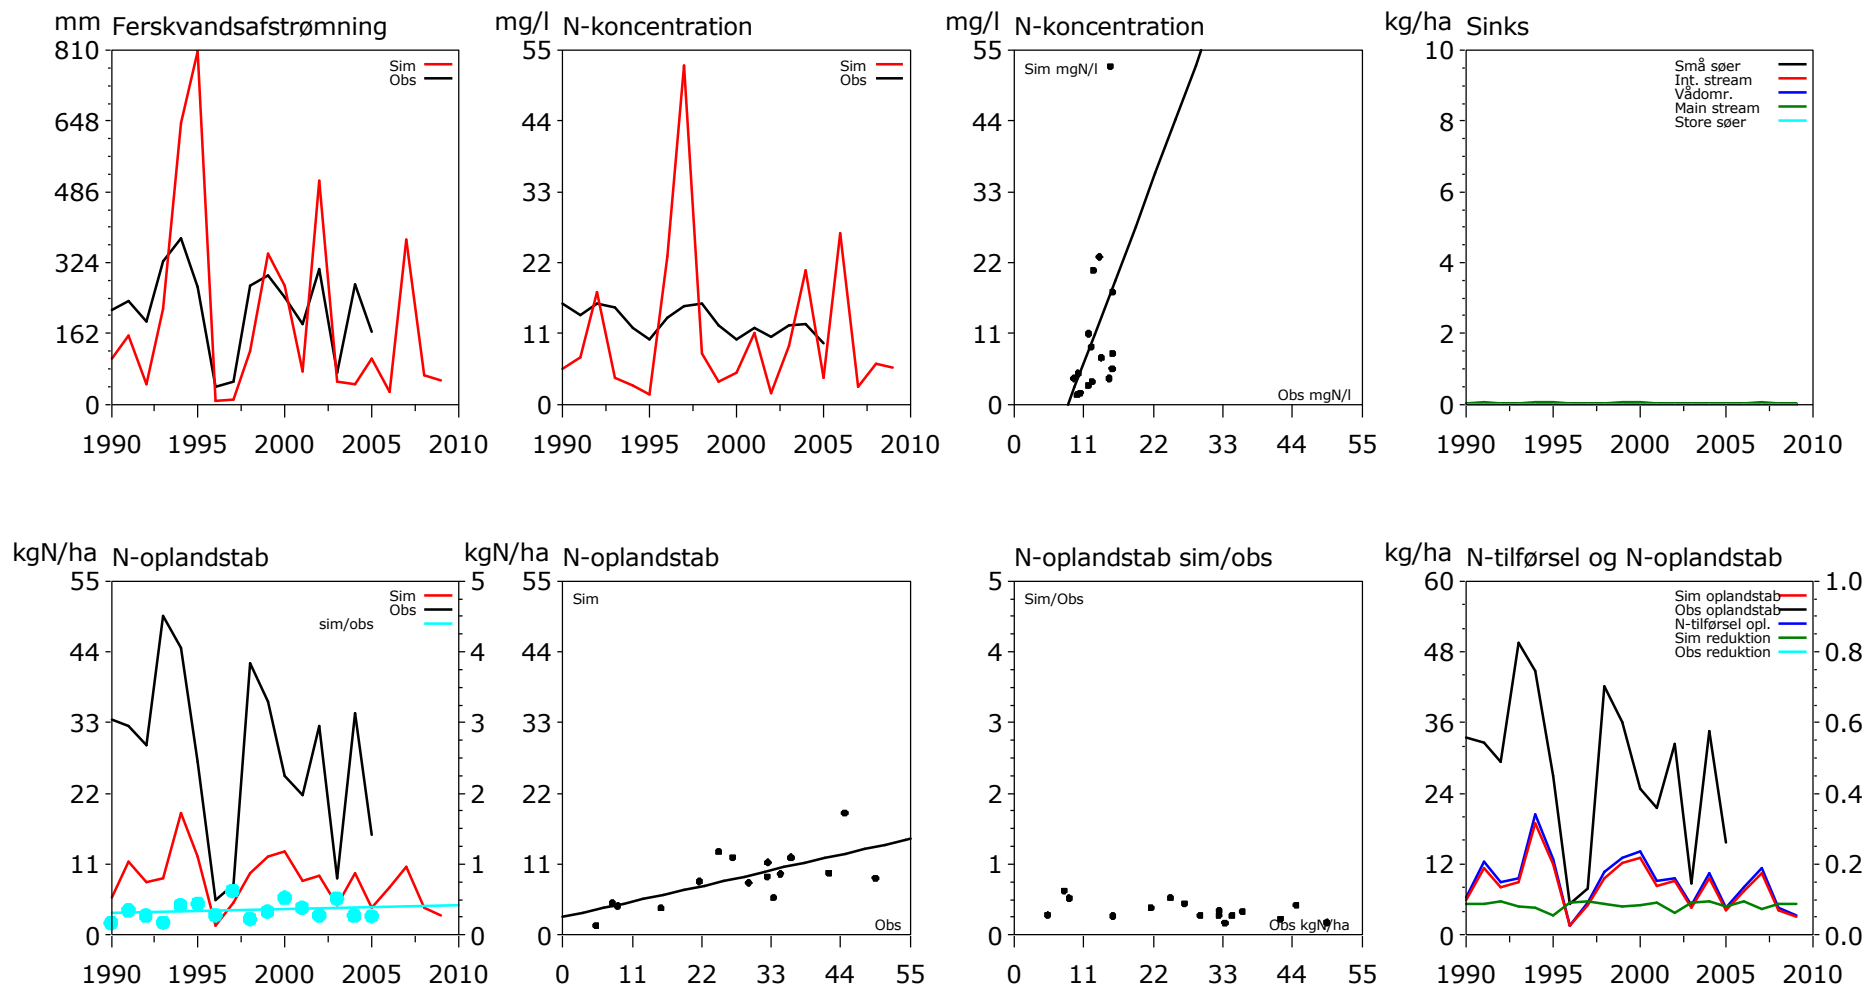 mm Ferskvandsafstrømning
810
648
486
324
162
0
1990 1995 2000 2005 2010
Sim
Obs
mg/l N-koncentration
55
44
33
22
11
0
1990 1995 2000 2005 2010
Sim
Obs
mg/l N-koncentration
55
44
33
22
11
0
0 11 22 33 44 55
Sim mgN/l
Obs mgN/l
kg/ha Sinks
10
8
6
4
2
0
1990 1995 2000 2005 2010
Små søer
Int. stream
Vådomr.
Main stream
Store søer
kgN/ha N-oplandstab
55
44
33
22
11
0
5
4
3
2
1
0
1990 1995 2000 2005 2010
Sim
Obs
sim/obs
kgN/ha N-oplandstab
55
44
33
22
11
0
0 11 22 33 44 55
Sim
Obs
N-oplandstab sim/obs
5
4
3
2
1
0
0 11 22 33 44 55
Sim/Obs
Obs kgN/ha
kg/ha N-tilførsel og N-oplandstab
60
48
36
24
12
0
1.0
0.8
0.6
0.4
0.2
0.0
1990 1995 2000 2005 2010
Sim oplandstab
Obs oplandstab
N-tilførsel opl.
Sim reduktion
Obs reduktion